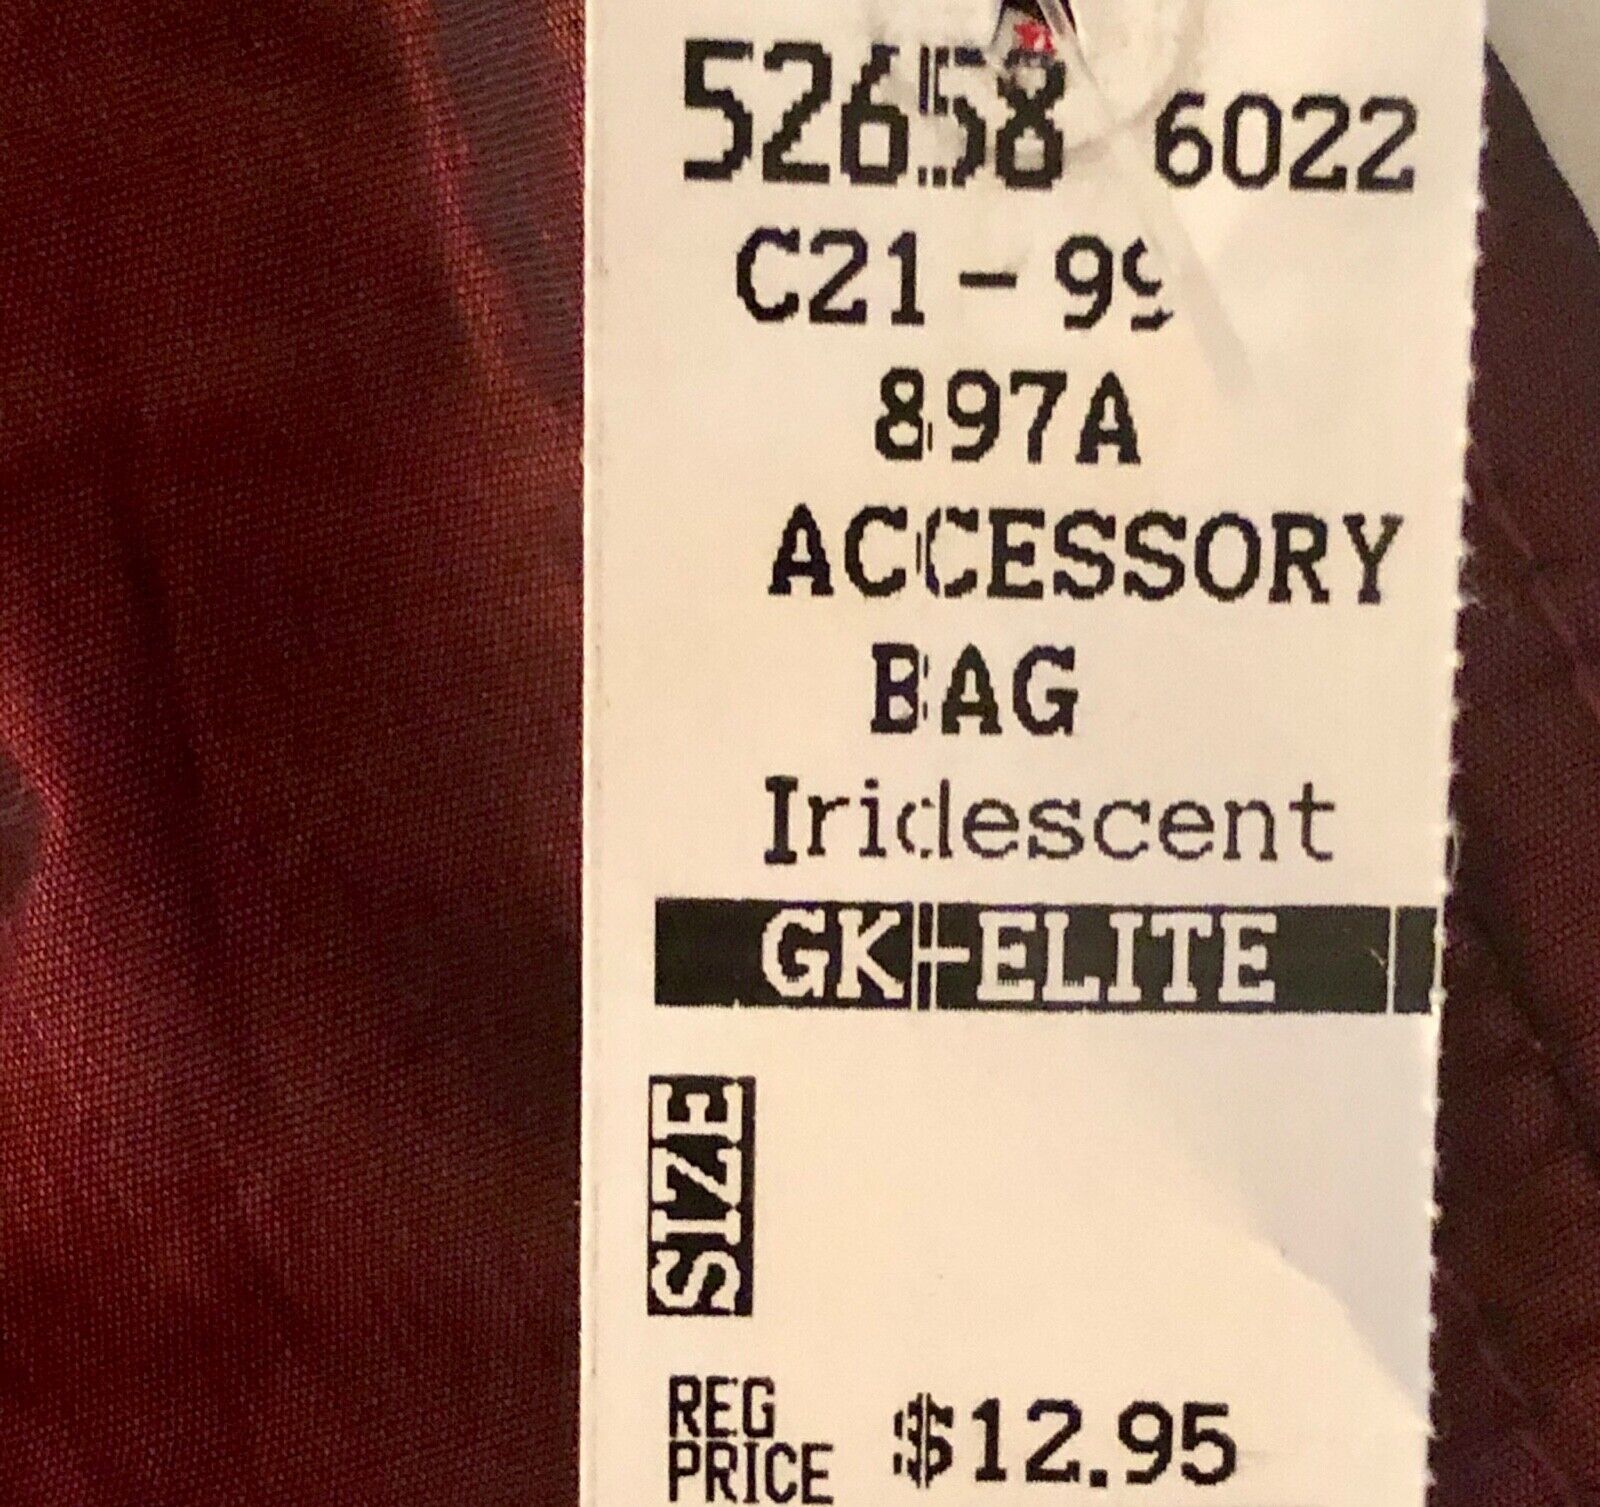 52658 6022
C21-99
897A
ACCESSORY
BAG
Iridescent
GK-ELITE
SIZE
REG
PRICE $12.95